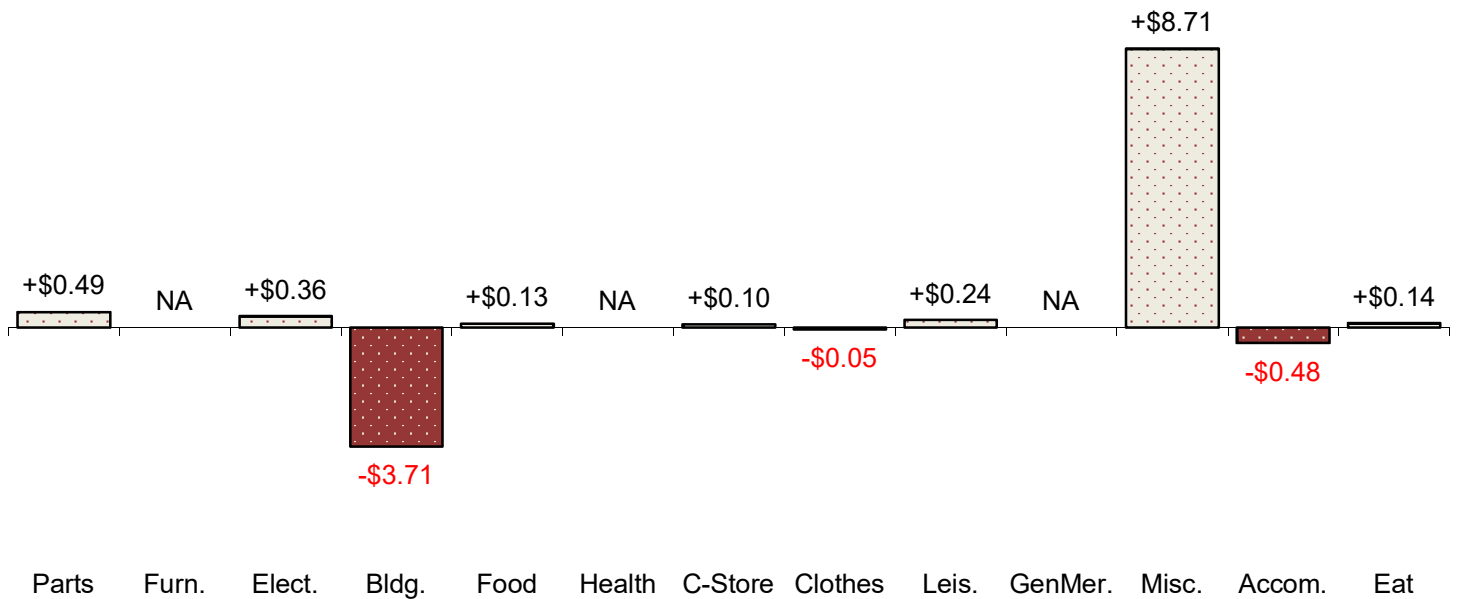 +$8.71
+$0.49 NA +$0.36 +$0.13 NA +$0.10 +$0.24 NA +$0.14
-$0.05 -$0.48
-$3.71
Parts Furn. Elect. Bldg. Food Health C-Store Clothes Leis. GenMer. Misc. Accom. Eat